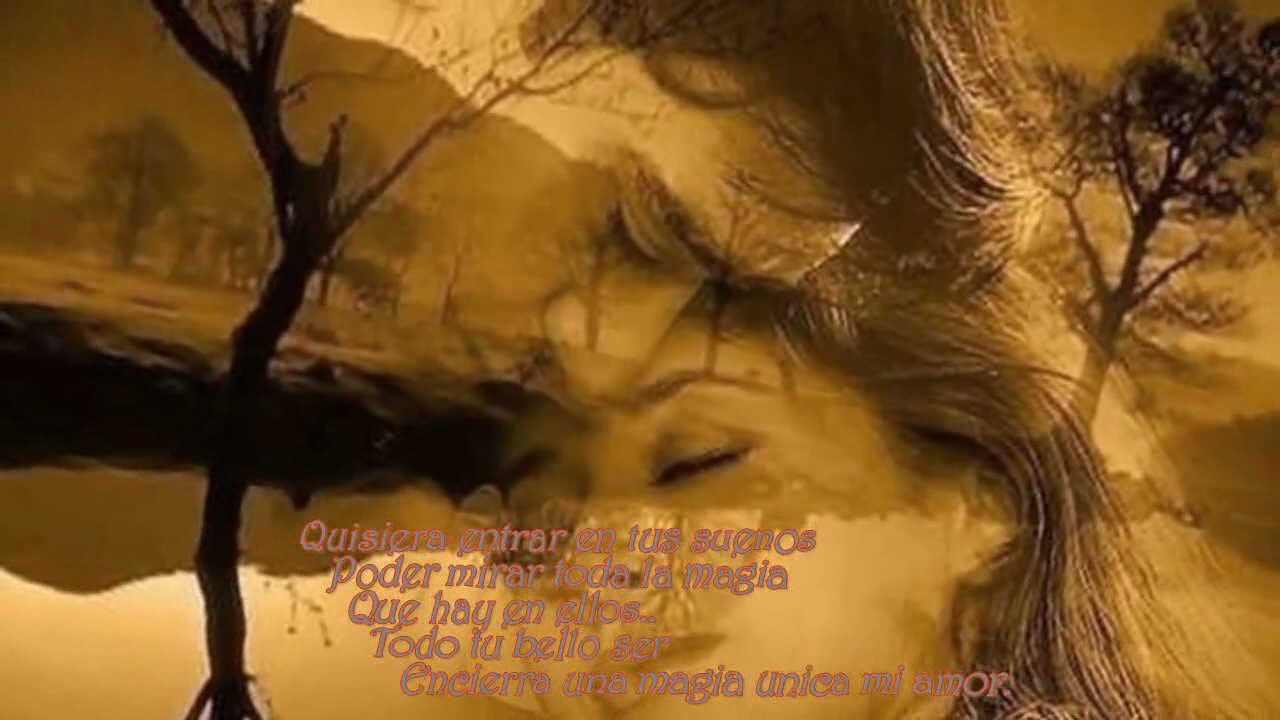 Quisiera entrar en tus suenos
Poder mirar toda la magia
Que hay en ellos..
Todo tu bello ser
Encierra una magia unica mi amor.